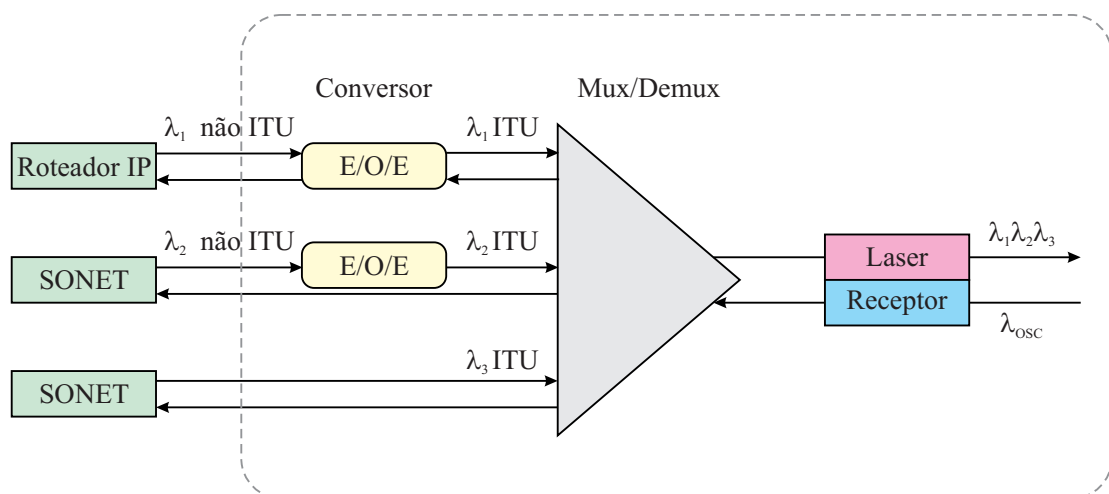 Conversor
Mux/Demux
λ₁ não ITU
λ₁ ITU
Roteador IP
E/O/E
λ₂ não ITU
λ₂ ITU
SONET
E/O/E
λ₁λ₂λ₃
Laser
Receptor
λOSC
λ₃ ITU
SONET